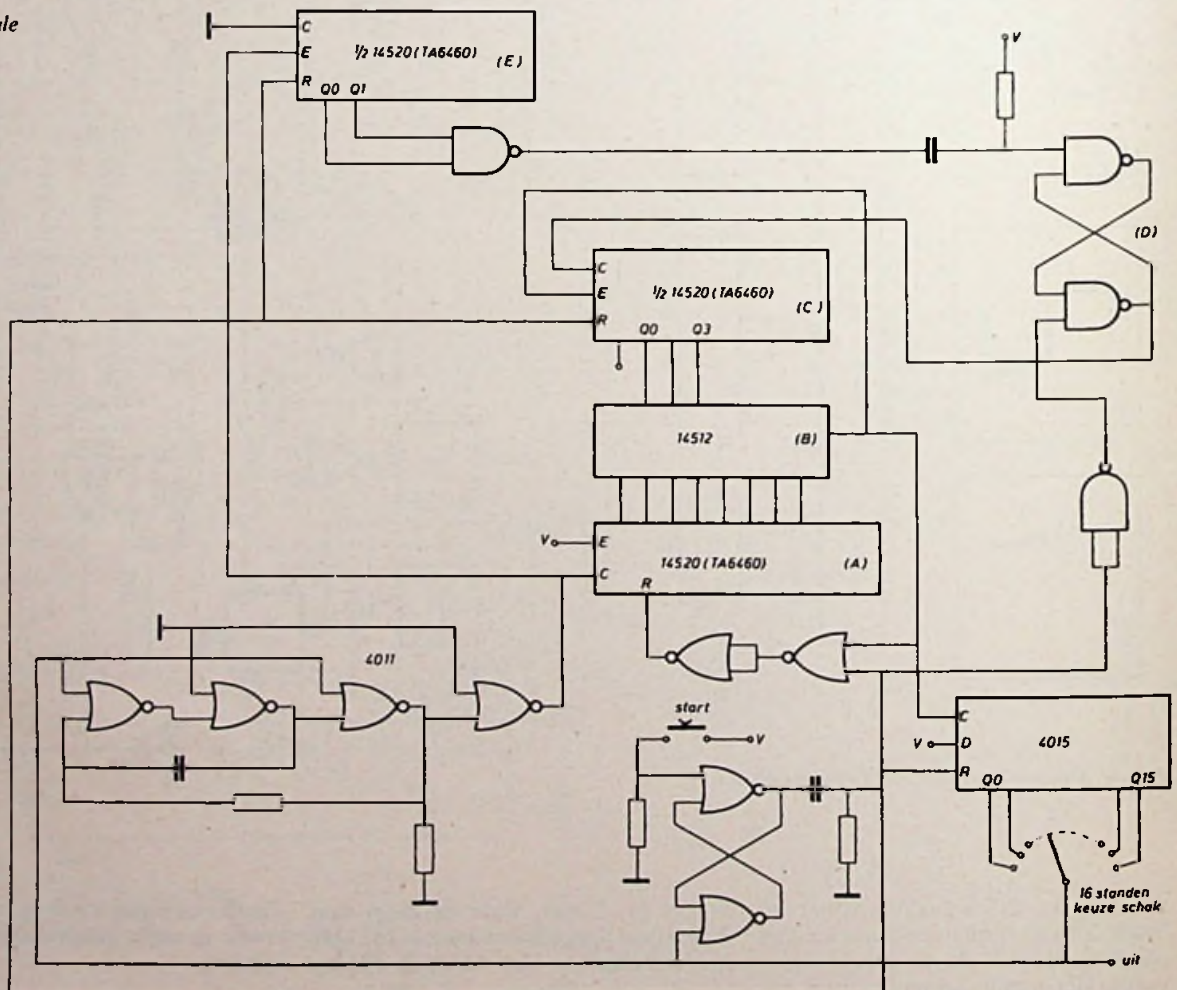 le
C
E
R
½ 14520 (TA6460)
(E)
Q0 Q1
V
(D)
C
E
R
½ 14520 (TA6460)
(C)
Q0 Q3
14512 (B)
V
E
C
R
14520 (TA6460) (A)
4011
start
V
V
C
D
R
4015
Q0 Q15
16 standen
keuze schak.
uit